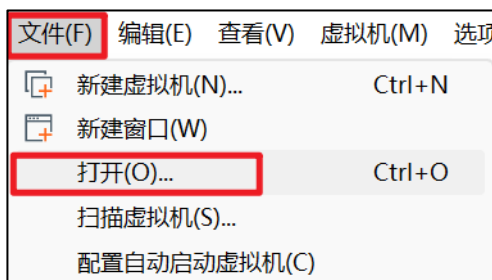 文件(F) 编辑(E) 查看(V) 虚拟机(M) 选项
新建虚拟机(N)... Ctrl+N
新建窗口(W)
打开(O)... Ctrl+O
扫描虚拟机(S)...
配置自动启动虚拟机(C)